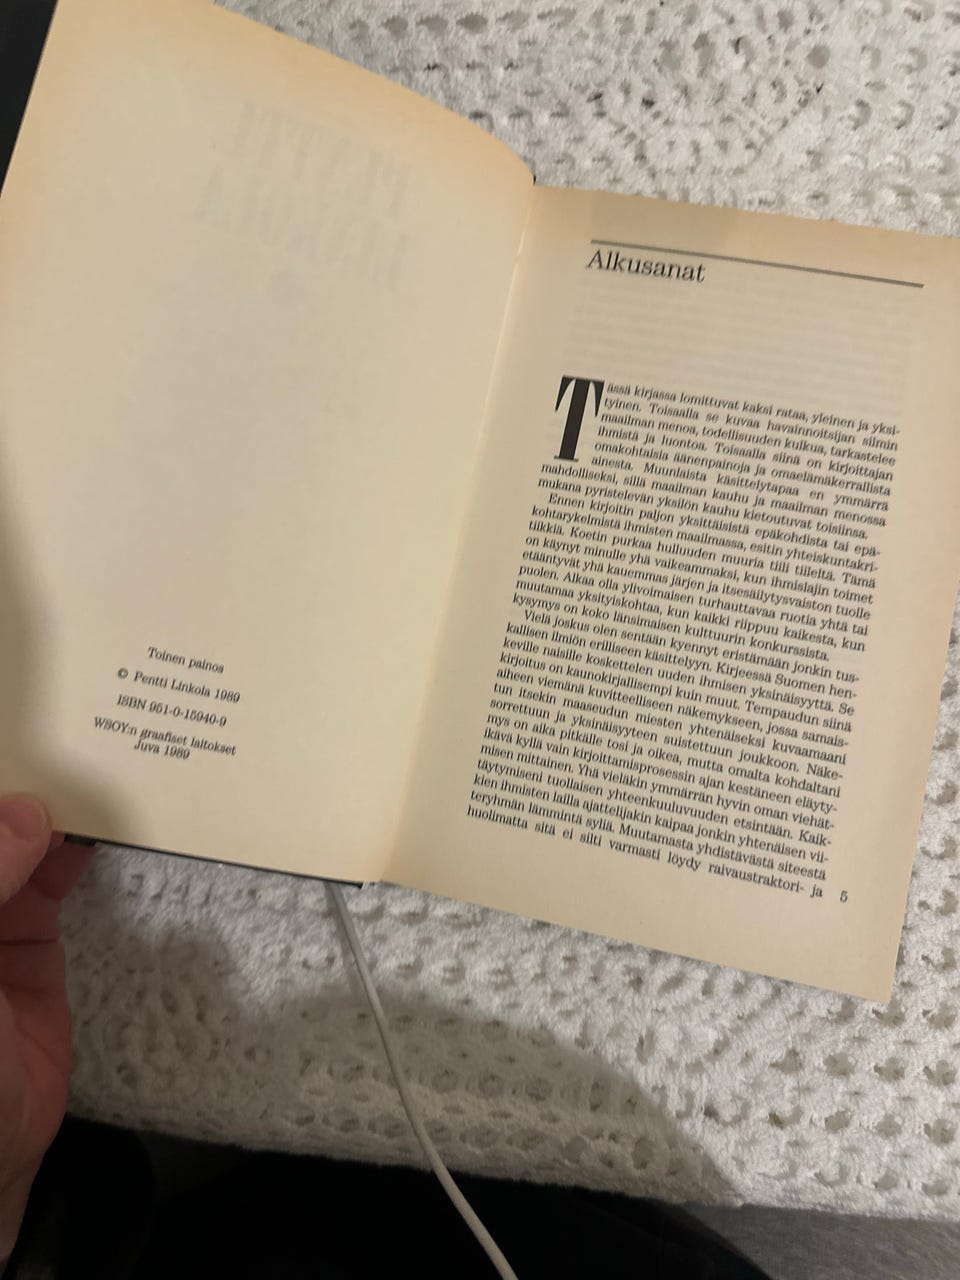 Toinen painos
© Pentti Linkola 1989
ISBN 951-0-15940-9
WSOY:n graafiset laitokset
Juva 1989
Alkusanat
Tässä kirjassa lomittuvat kaksi rataa, yleinen ja yksi-
tyinen. Toisaalla se kuvaa havainnoitsijan silmin
maailman menoa, todellisuuden kulkua, tarkastelee
ihmistä ja luontoa. Toisaalla siinä on kirjoittajan
omakohtaisia äänenpainoja ja omaelämäkerrallista
ainesta. Muunlaista käsittelytapaa en ymmärrä
mahdolliseksi, sillä maailman kauhu ja maailman menossa
mukana pyristelevän yksilön kauhu kietoutuvat toisiinsa.
Ennen kirjoitin paljon yksittäisistä epäkohdista tai epä-
kohtarykelmistä ihmisten maailmassa, esitin yhteiskuntakri-
tiikkiä. Koetin purkaa hulluuden muuria tiili tiileltä. Tämä
on käynyt minulle yhä vaikeammaksi, kun ihmislajin toimet
etääntyvät yhä kauemmas järjen ja itsesäilytysvaiston tuolle
puolen. Alkaa olla ylivoimaisen turhauttavaa ruotia yhtä tai
muutamaa yksityiskohtaa, kun kaikki riippuu kaikesta, kun
kysymys on koko länsimaisen kulttuurin konkurssista.
Vielä joskus olen sentään kyennyt eristämään jonkin tus-
kallisen ilmiön erilliseen käsittelyyn. Kirjeessä Suomen hen-
keville naisille koskettelen uuden ihmisen yksinäisyyttä. Se
kirjoitus on kaunokirjallisempi kuin muut. Tempaudun siinä
aiheen viemänä kuvitteelliseen näkemykseen, jossa samais-
tun itsekin maaseudun miesten yhtenäiseksi kuvaamaani
sorrettuun ja yksinäisyyteen suistettuun joukkoon. Näke-
mys on aika pitkälle tosi ja oikea, mutta omalta kohdaltani
ikävä kyllä vain kirjoittamisprosessin ajan kestäneen eläyty-
misen mittainen. Yhä vieläkin ymmärrän hyvin oman viehät-
täytymiseni tuollaisen yhteenkuuluvuuden etsintään. Kaik-
kien ihmisten lailla ajattelijakin kaipaa jonkin yhtenäisen vii-
teryhmän lämmintä syliä. Muutamasta yhdistävästä siteestä
huolimatta sitä ei silti varmasti löydy raivaustraktori- ja
5